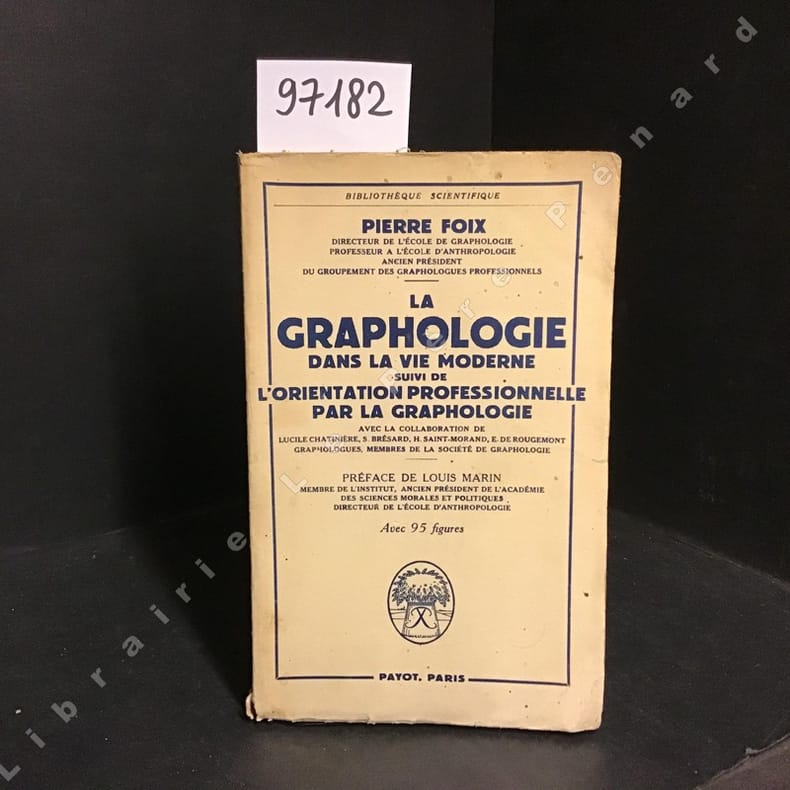 97182
BIBLIOTHÈQUE SCIENTIFIQUE
PIERRE FOIX
DIRECTEUR DE L'ÉCOLE DE GRAPHOLOGIE
PROFESSEUR A L'ÉCOLE D'ANTHROPOLOGIE
ANCIEN PRÉSIDENT
DU GROUPEMENT DES GRAPHOLOGUES PROFESSIONNELS
LA
GRAPHOLOGIE
DANS LA VIE MODERNE
SUIVI DE
L'ORIENTATION PROFESSIONNELLE
PAR LA GRAPHOLOGIE
AVEC LA COLLABORATION DE
LUCILE CHATINIÈRE, S. BRÉSARD, H. SAINT-MORAND, E. DE ROUGEMONT
GRAPHOLOGUES, MEMBRES DE LA SOCIÉTÉ DE GRAPHOLOGIE
PRÉFACE DE LOUIS MARIN
MEMBRE DE L'INSTITUT, ANCIEN PRÉSIDENT DE L'ACADÉMIE
DES SCIENCES MORALES ET POLITIQUES
DIRECTEUR DE L'ÉCOLE D'ANTHROPOLOGIE
Avec 95 figures
PAYOT, PARIS
Librairie Le Père Pénard